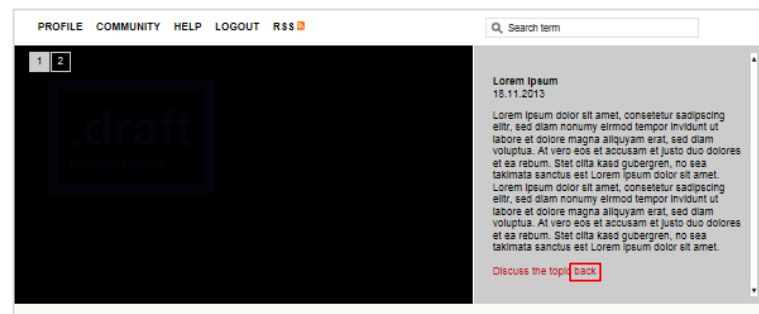 PROFILE COMMUNITY HELP LOGOUT RSS
Search term
1 2
.draft
Lorem Ipsum
18.11.2013
Lorem ipsum dolor sit amet, consetetur sadipscing
elitr, sed diam nonumy eirmod tempor invidunt ut
labore et dolore magna aliquyam erat, sed diam
voluptua. At vero eos et accusam et justo duo dolores
et ea rebum. Stet clita kasd gubergren, no sea
takimata sanctus est Lorem ipsum dolor sit amet.
Lorem ipsum dolor sit amet, consetetur sadipscing
elitr, sed diam nonumy eirmod tempor invidunt ut
labore et dolore magna aliquyam erat, sed diam
voluptua. At vero eos et accusam et justo duo dolores
et ea rebum. Stet clita kasd gubergren, no sea
takimata sanctus est Lorem ipsum dolor sit amet.
Discuss the topic back